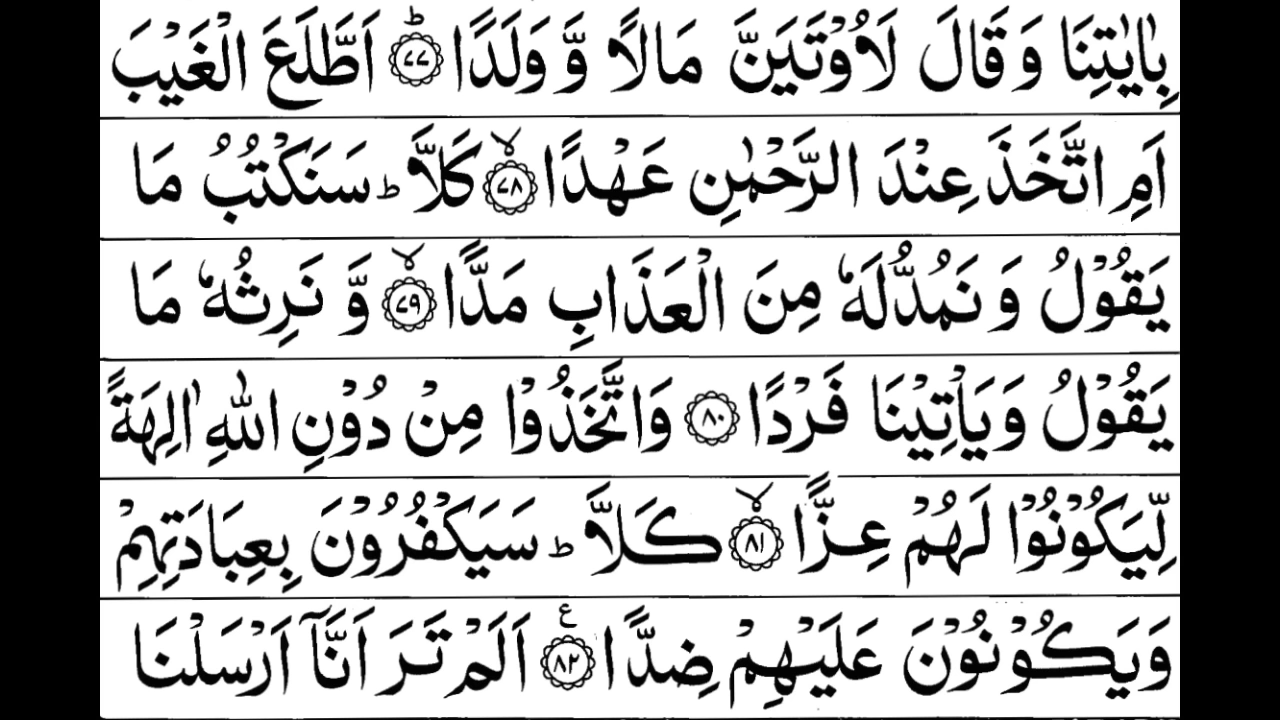 بِاٰيٰتِنَا وَ قَالَ لَاُوْتَيَنَّ مَالًا وَّ وَلَدًا ؕ ﴿۷۷﴾ اَطَّلَعَ الْغَيْبَ
اَمِ اتَّخَذَ عِنْدَ الرَّحْمٰنِ عَهْدًا ۙ ﴿۷۸﴾ كَلَّا ؕ سَنَكْتُبُ مَا
يَقُوْلُ وَ نَمُدُّ لَهٗ مِنَ الْعَذَابِ مَدًّا ۙ ﴿۷۹﴾ وَّ نَرِثُهٗ مَا
يَقُوْلُ وَيَاْتِيْنَا فَرْدًا ﴿۸۰﴾ وَاتَّخَذُوْا مِنْ دُوْنِ اللّٰهِ اٰلِهَةً
لِّيَكُوْنُوْا لَهُمْ عِزًّا ۙ ﴿۸۱﴾ كَلَّا ؕ سَيَكْفُرُوْنَ بِعِبَادَتِهِمْ
وَيَكُوْنُوْنَ عَلَيْهِمْ ضِدًّا ﴿۸۲﴾ ع اَلَمْ تَرَ اَنَّاۤ اَرْسَلْنَا